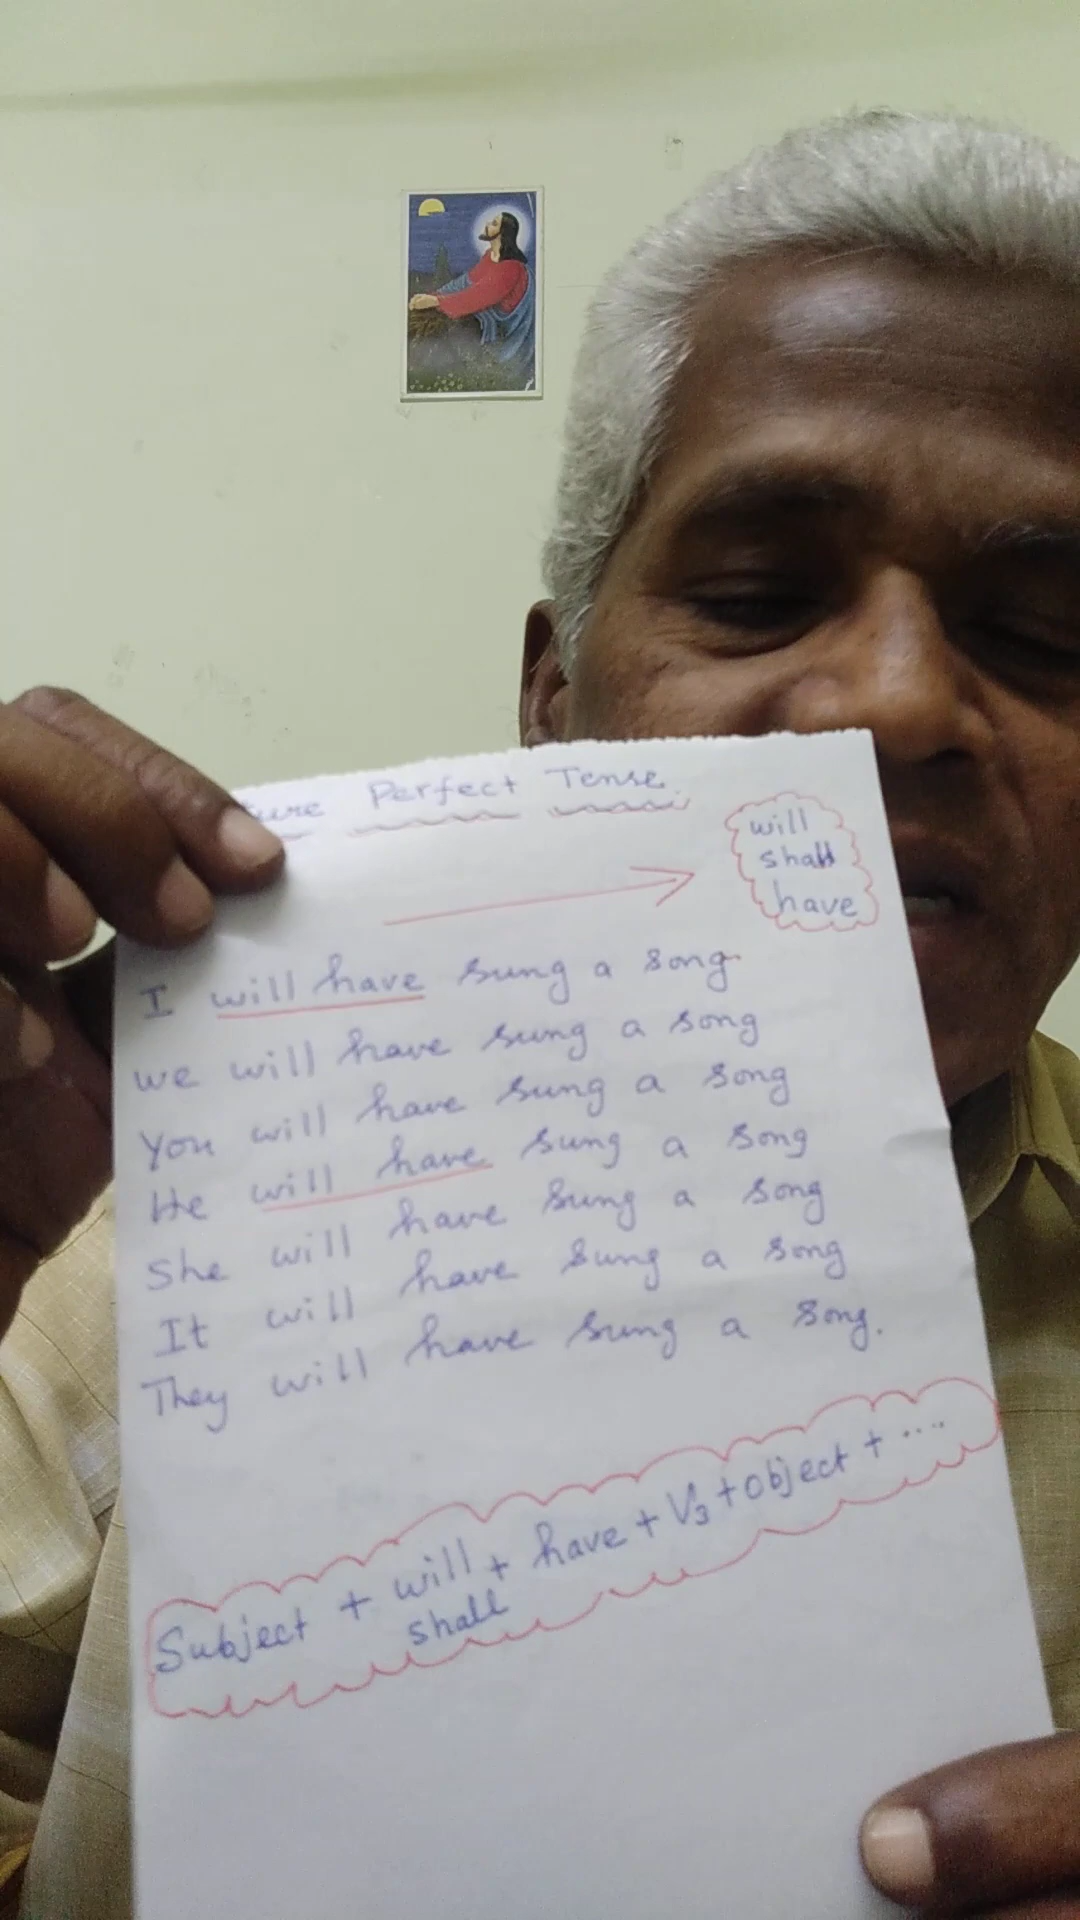 ure Perfect Tense
will
shall
have
I will have sung a song.
we will have sung a song
You will have sung a song
He will have sung a song
She will have sung a song
It will have sung a song
They will have sung a song.
Subject + will + have + V3 + object + ....
shall